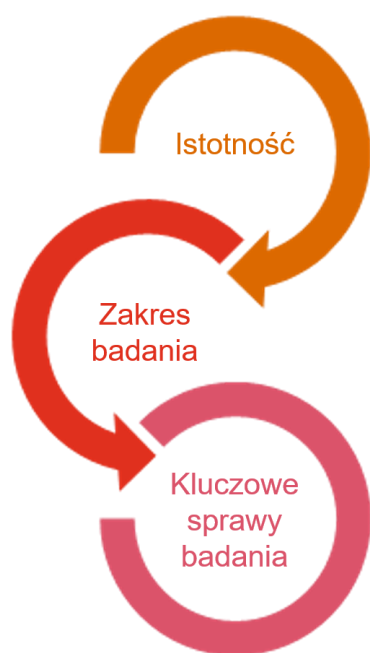 Istotność
Zakres
badania
Kluczowe
sprawy
badania